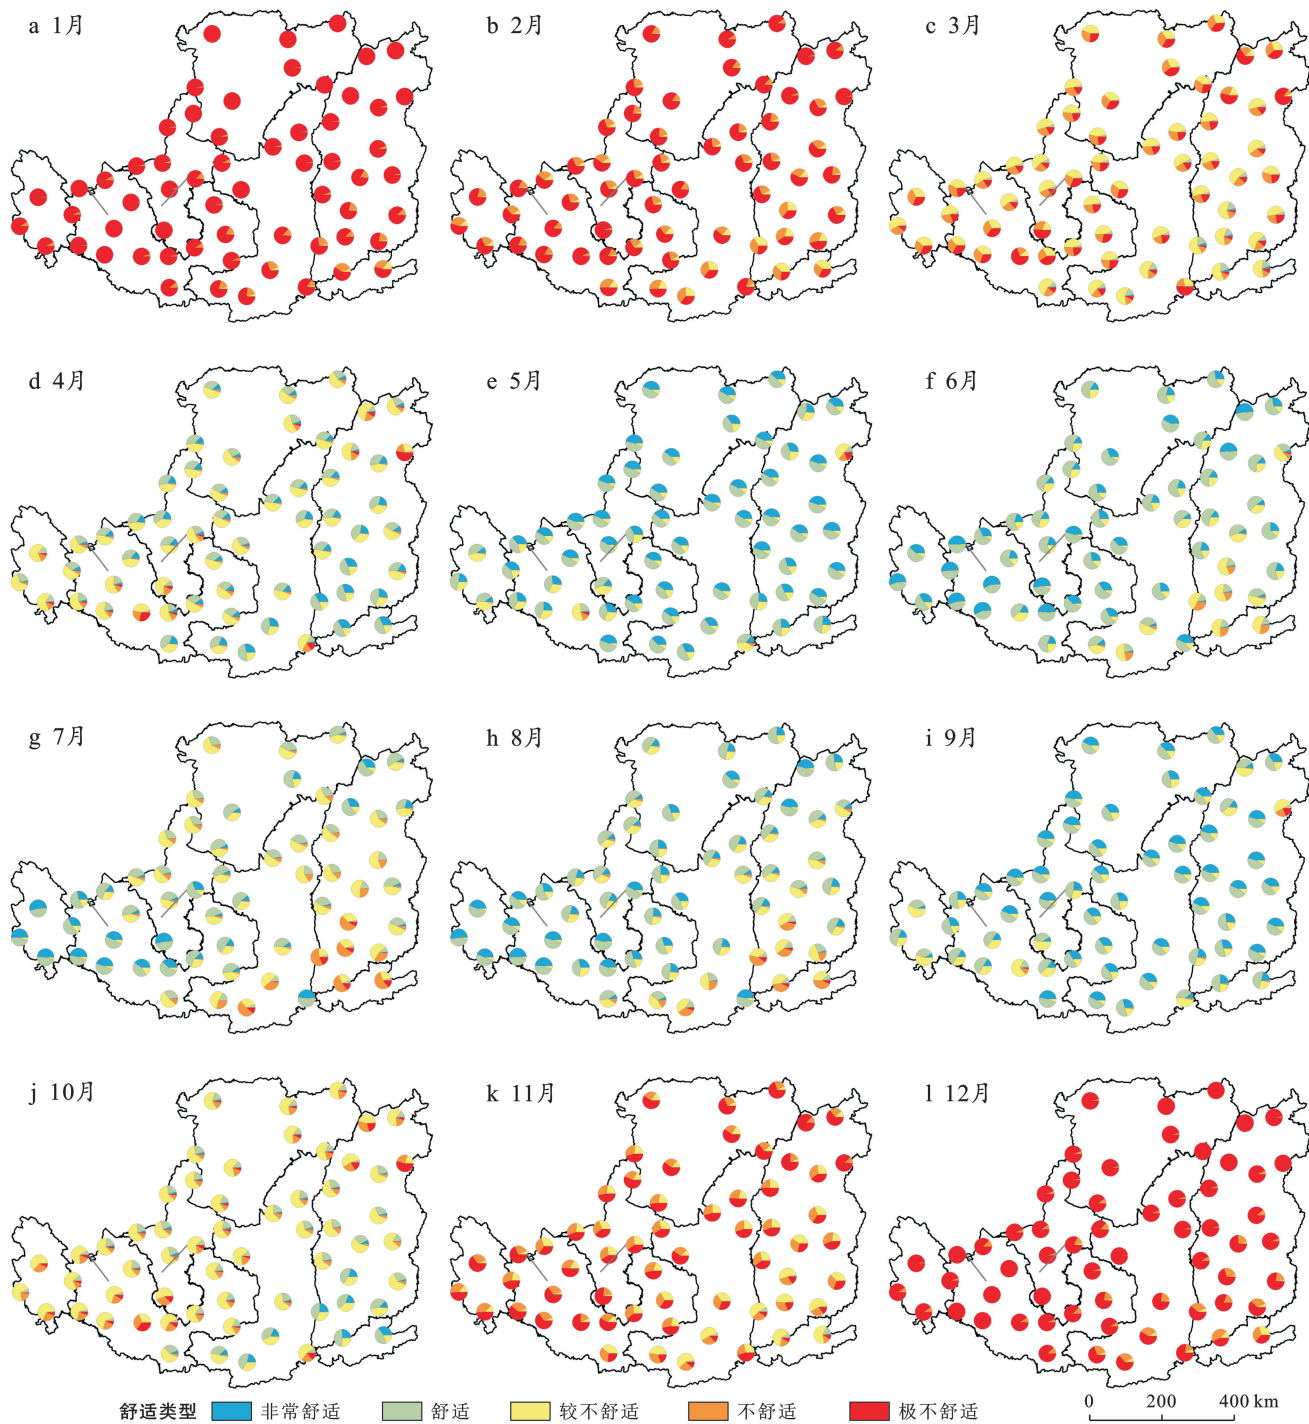 a 1月
b 2月
c 3月
d 4月
e 5月
f 6月
g 7月
h 8月
i 9月
j 10月
k 11月
l 12月
舒适类型 非常舒适 舒适 较不舒适 不舒适 极不舒适
0 200 400 km